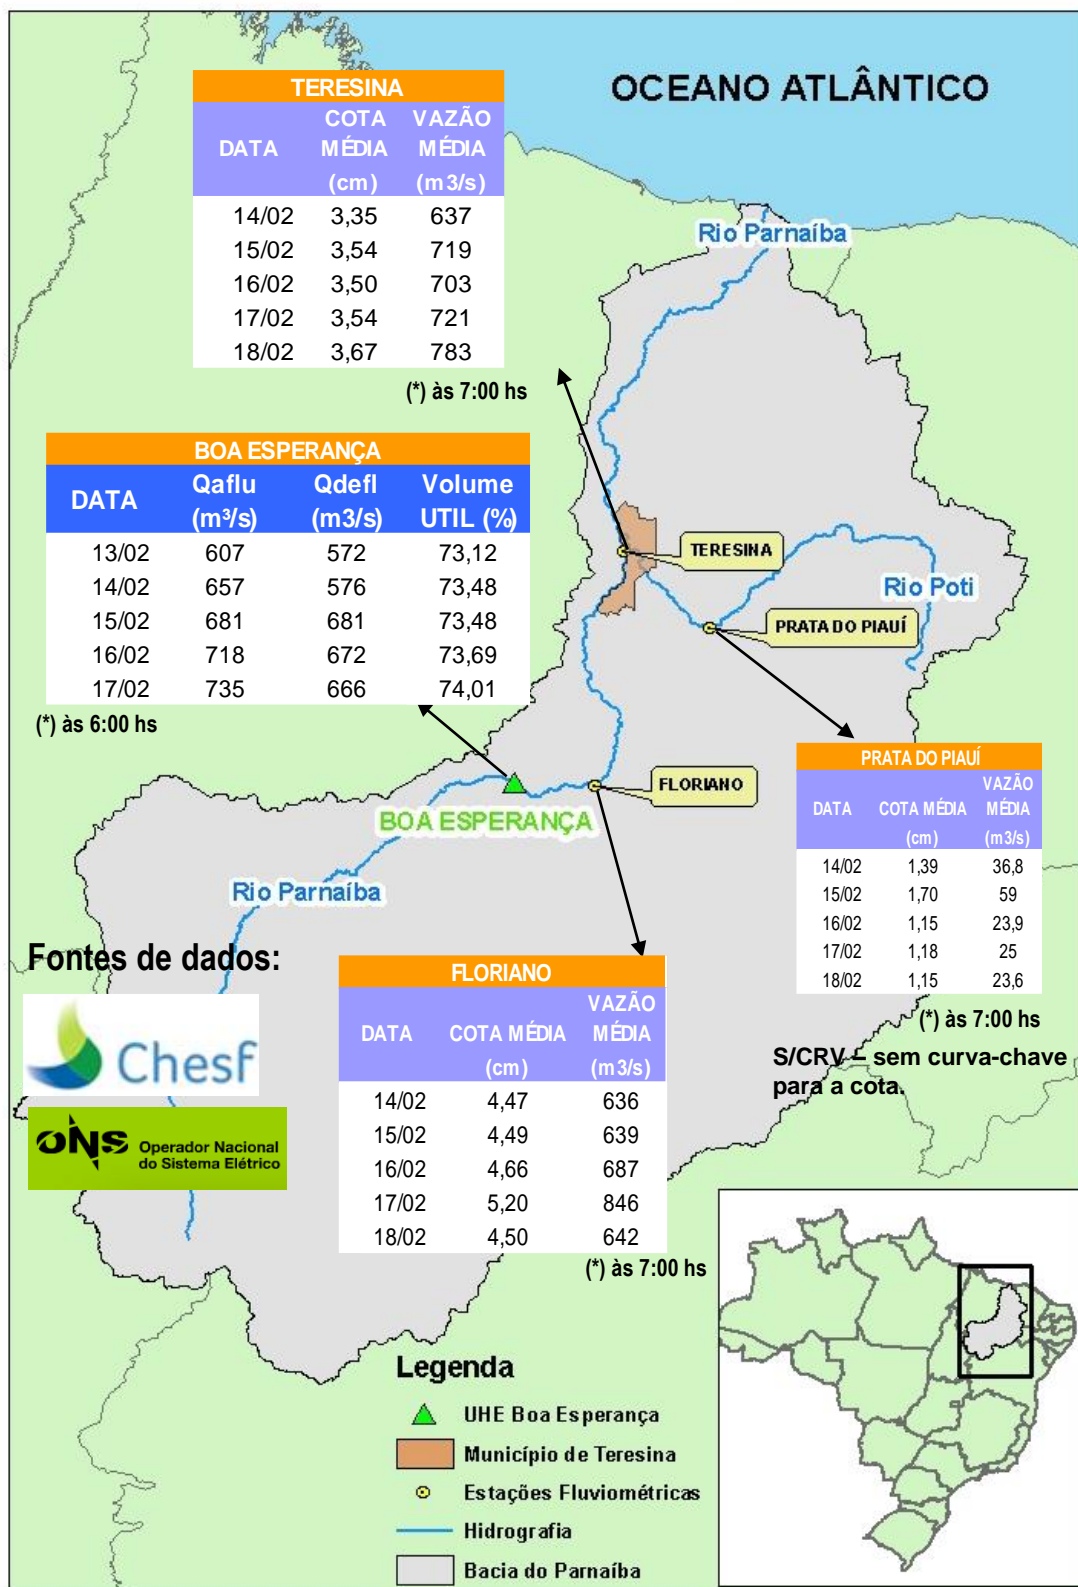 OCEANO ATLÂNTICO
TERESINA
DATA COTA MÉDIA (cm) VAZÃO MÉDIA (m3/s)
14/02 3,35 637
15/02 3,54 719
16/02 3,50 703
17/02 3,54 721
18/02 3,67 783
(*) às 7:00 hs
Rio Parnaíba
BOA ESPERANÇA
DATA Qaflu (m³/s) Qdefl (m3/s) Volume UTIL (%)
13/02 607 572 73,12
14/02 657 576 73,48
15/02 681 681 73,48
16/02 718 672 73,69
17/02 735 666 74,01
(*) às 6:00 hs
TERESINA
Rio Poti
PRATA DO PIAUÍ
FLORIANO
BOA ESPERANÇA
Rio Parnaíba
PRATA DO PIAUÍ
DATA COTA MÉDIA (cm) VAZÃO MÉDIA (m3/s)
14/02 1,39 36,8
15/02 1,70 59
16/02 1,15 23,9
17/02 1,18 25
18/02 1,15 23,6
(*) às 7:00 hs
S/CRV – sem curva-chave
para a cota.
Fontes de dados:
Chesf
ONS Operador Nacional
do Sistema Elétrico
FLORIANO
DATA COTA MÉDIA (cm) VAZÃO MÉDIA (m3/s)
14/02 4,47 636
15/02 4,49 639
16/02 4,66 687
17/02 5,20 846
18/02 4,50 642
(*) às 7:00 hs
Legenda
UHE Boa Esperança
Município de Teresina
Estações Fluviométricas
Hidrografia
Bacia do Parnaíba